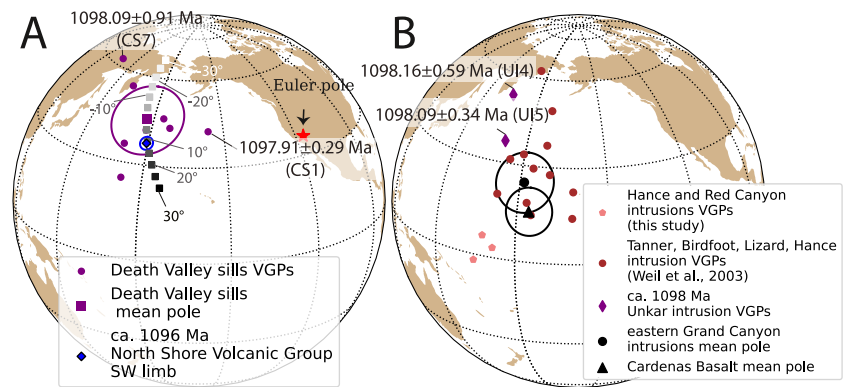 A
1098.09±0.91 Ma
(CS7)
-30°
-20°
-10°
Euler pole
10°
1097.91±0.29 Ma
(CS1)
20°
30°
Death Valley sills VGPs
Death Valley sills
mean pole
ca. 1096 Ma
North Shore Volcanic Group
SW limb
B
1098.16±0.59 Ma (UI4)
1098.09±0.34 Ma (UI5)
Hance and Red Canyon
intrusions VGPs
(this study)
Tanner, Birdfoot, Lizard, Hance
intrusion VGPs
(Weil et al., 2003)
ca. 1098 Ma
Unkar intrusion VGPs
eastern Grand Canyon
intrusions mean pole
Cardenas Basalt mean pole